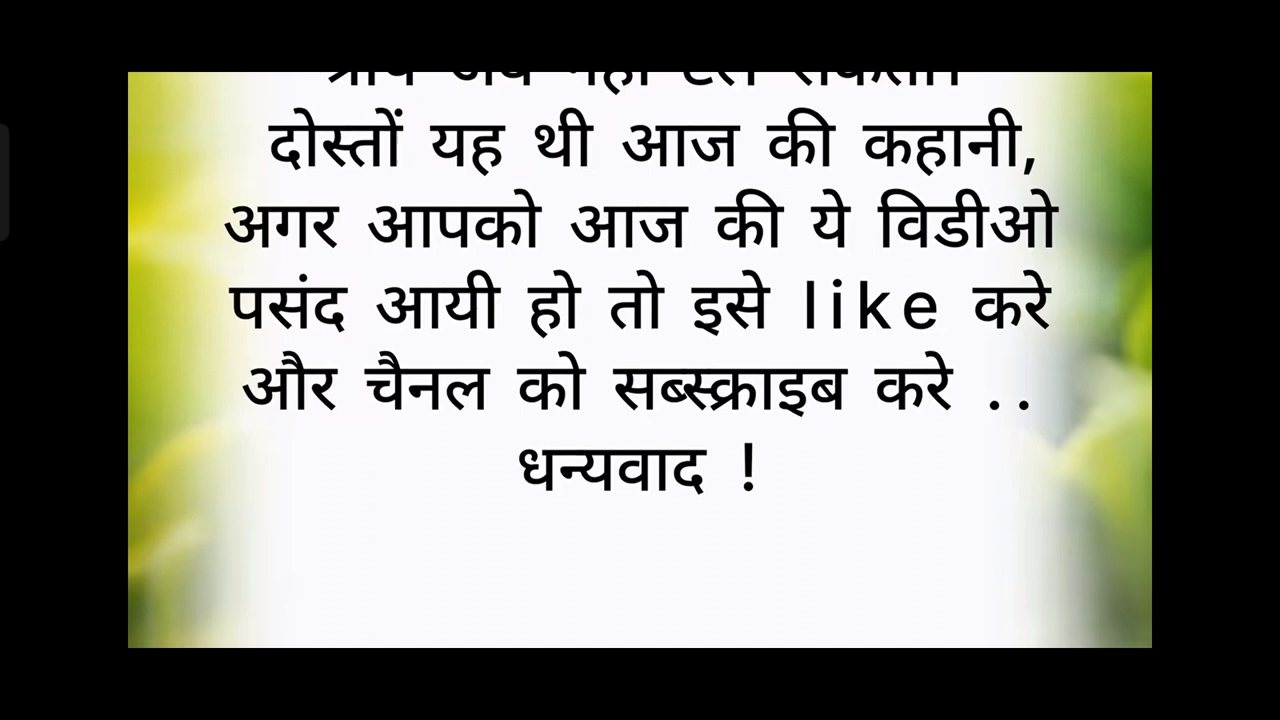 दोस्तों यह थी आज की कहानी,
अगर आपको आज की ये विडीओ
पसंद आयी हो तो इसे like करे
और चैनल को सब्स्क्राइब करे ..
धन्यवाद !